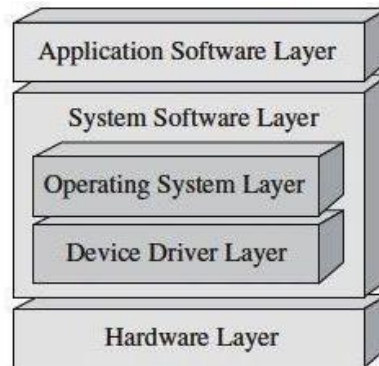 Application Software Layer
System Software Layer
Operating System Layer
Device Driver Layer
Hardware Layer